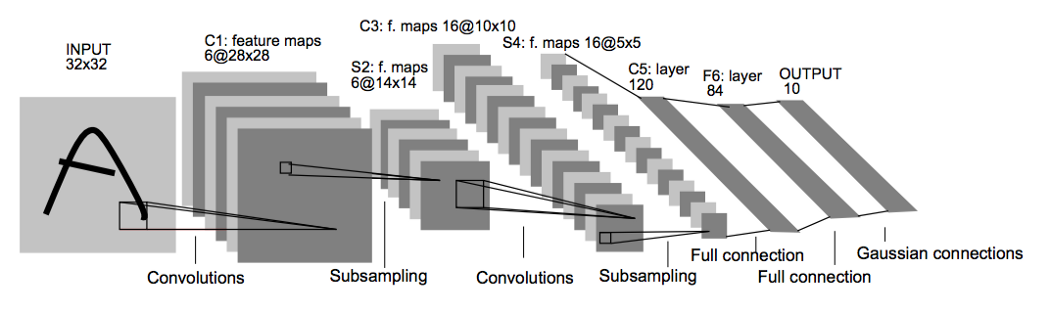 INPUT
32x32
C1: feature maps
6@28x28
S2: f. maps
6@14x14
C3: f. maps 16@10x10
S4: f. maps 16@5x5
C5: layer
120
F6: layer
84
OUTPUT
10
Convolutions
Subsampling
Convolutions
Subsampling
Full connection
Full connection
Gaussian connections